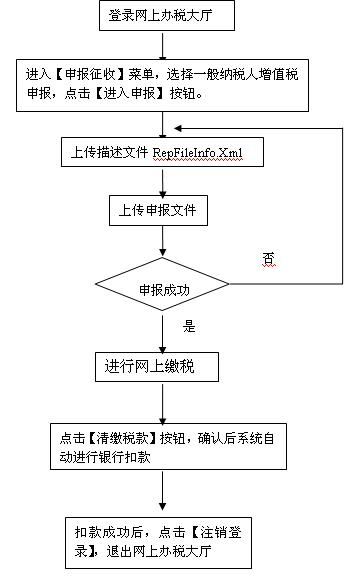 登录网上办税大厅
进入【申报征收】菜单，选择一般纳税人增值税
申报，点击【进入申报】按钮。
上传描述文件 RepFileInfo.Xml
上传申报文件
申报成功
否
是
进行网上缴税
点击【清缴税款】按钮，确认后系统自
动进行银行扣款
扣款成功后，点击【注销登
录】，退出网上办税大厅